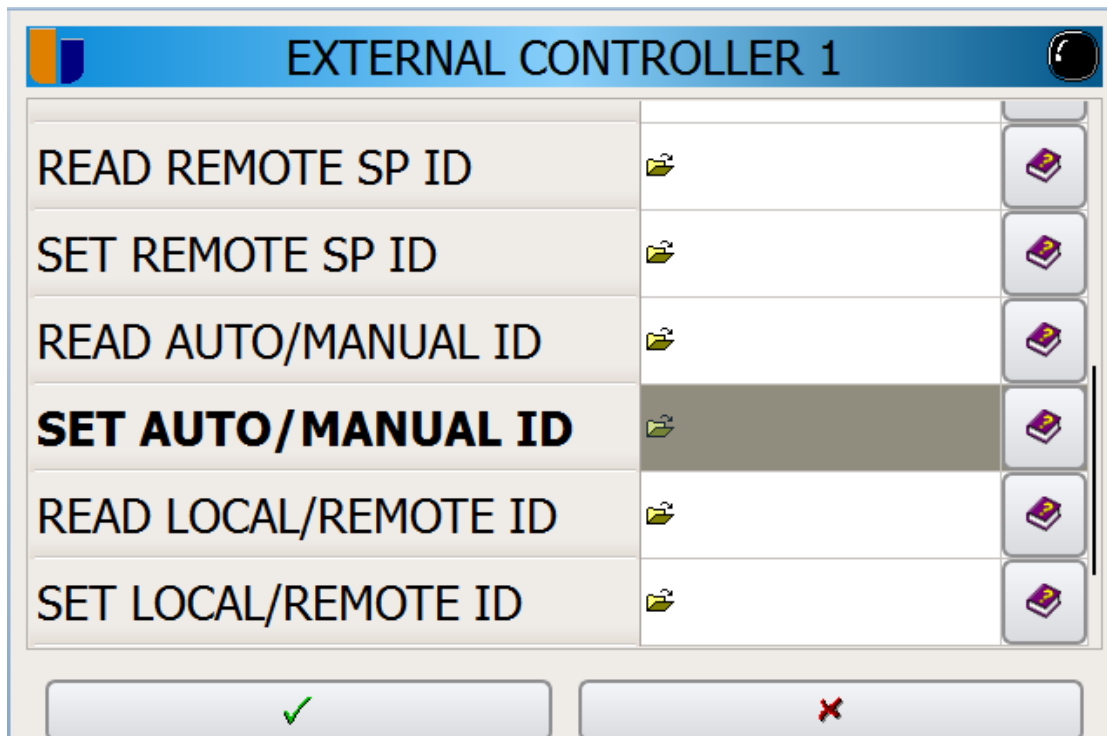 EXTERNAL CONTROLLER 1
READ REMOTE SP ID
SET REMOTE SP ID
READ AUTO/MANUAL ID
SET AUTO/MANUAL ID
READ LOCAL/REMOTE ID
SET LOCAL/REMOTE ID